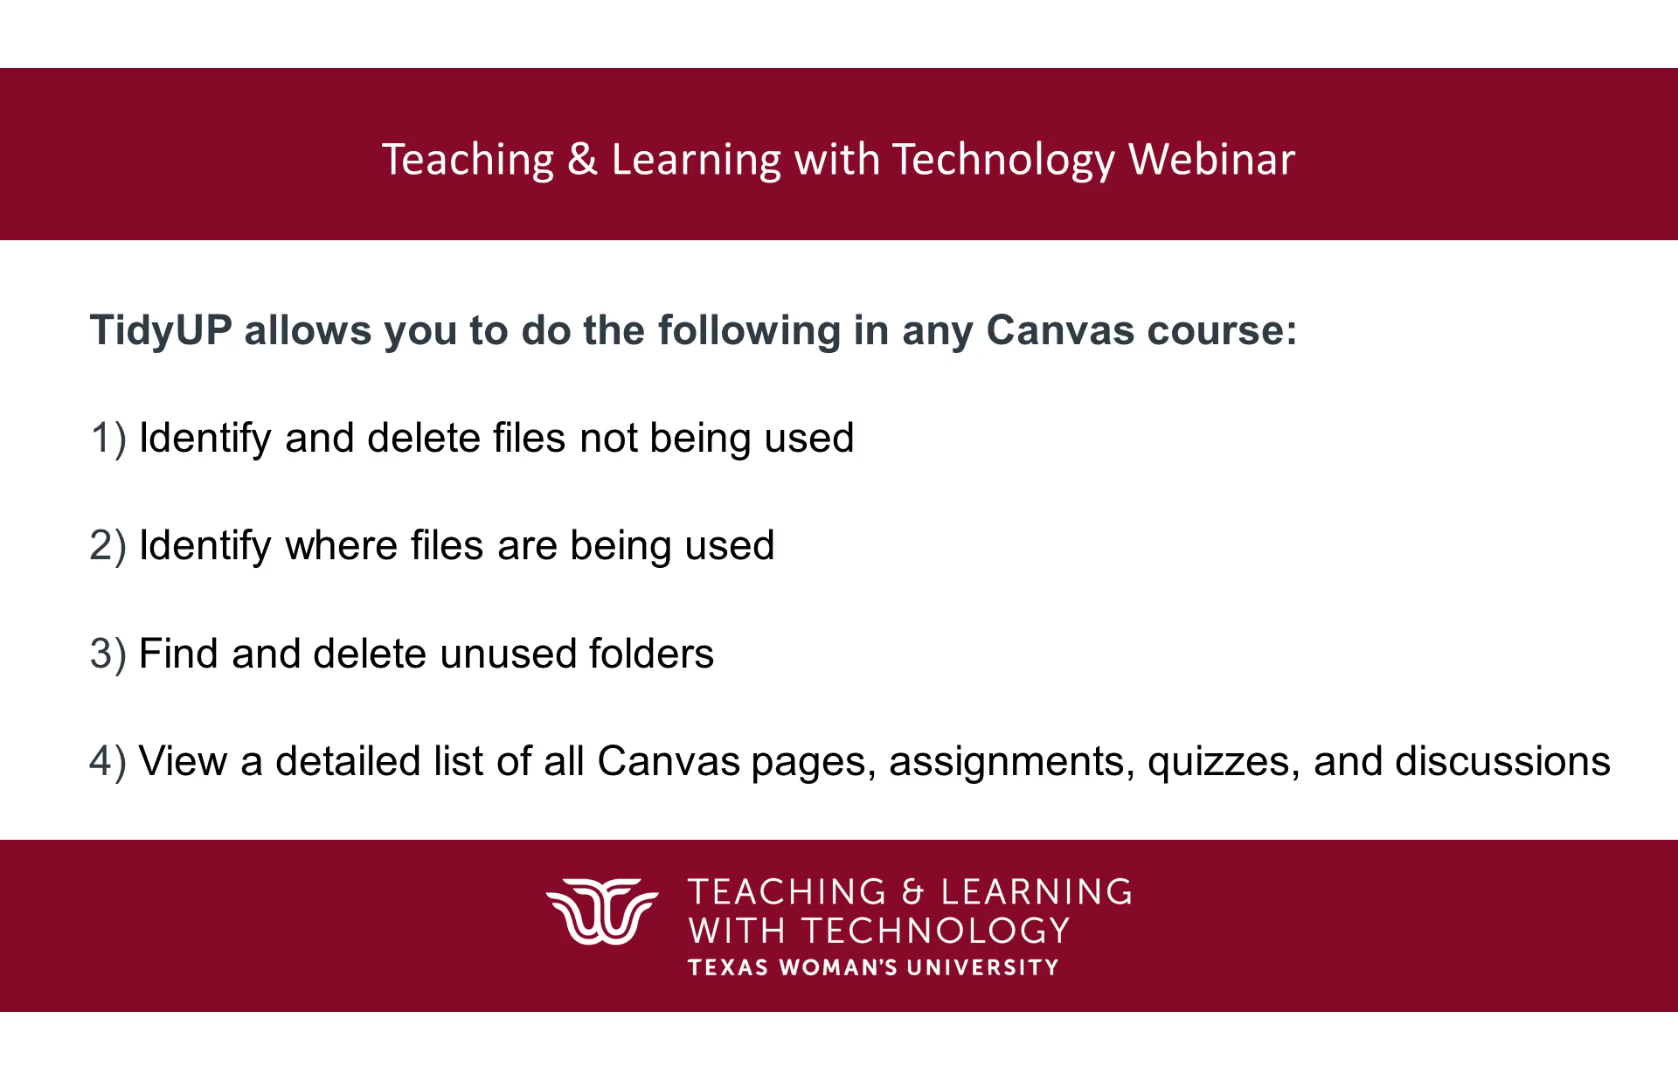 Teaching & Learning with Technology Webinar
TidyUP allows you to do the following in any Canvas course:
1) Identify and delete files not being used
2) Identify where files are being used
3) Find and delete unused folders
4) View a detailed list of all Canvas pages, assignments, quizzes, and discussions
TEACHING & LEARNING
WITH TECHNOLOGY
TEXAS WOMAN'S UNIVERSITY